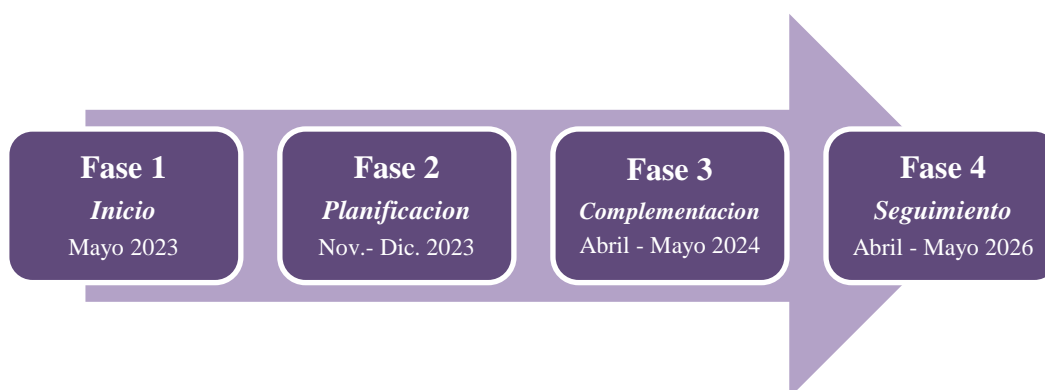 Fase 1
Inicio
Mayo 2023
Fase 2
Planificacion
Nov.- Dic. 2023
Fase 3
Complementacion
Abril - Mayo 2024
Fase 4
Seguimiento
Abril - Mayo 2026